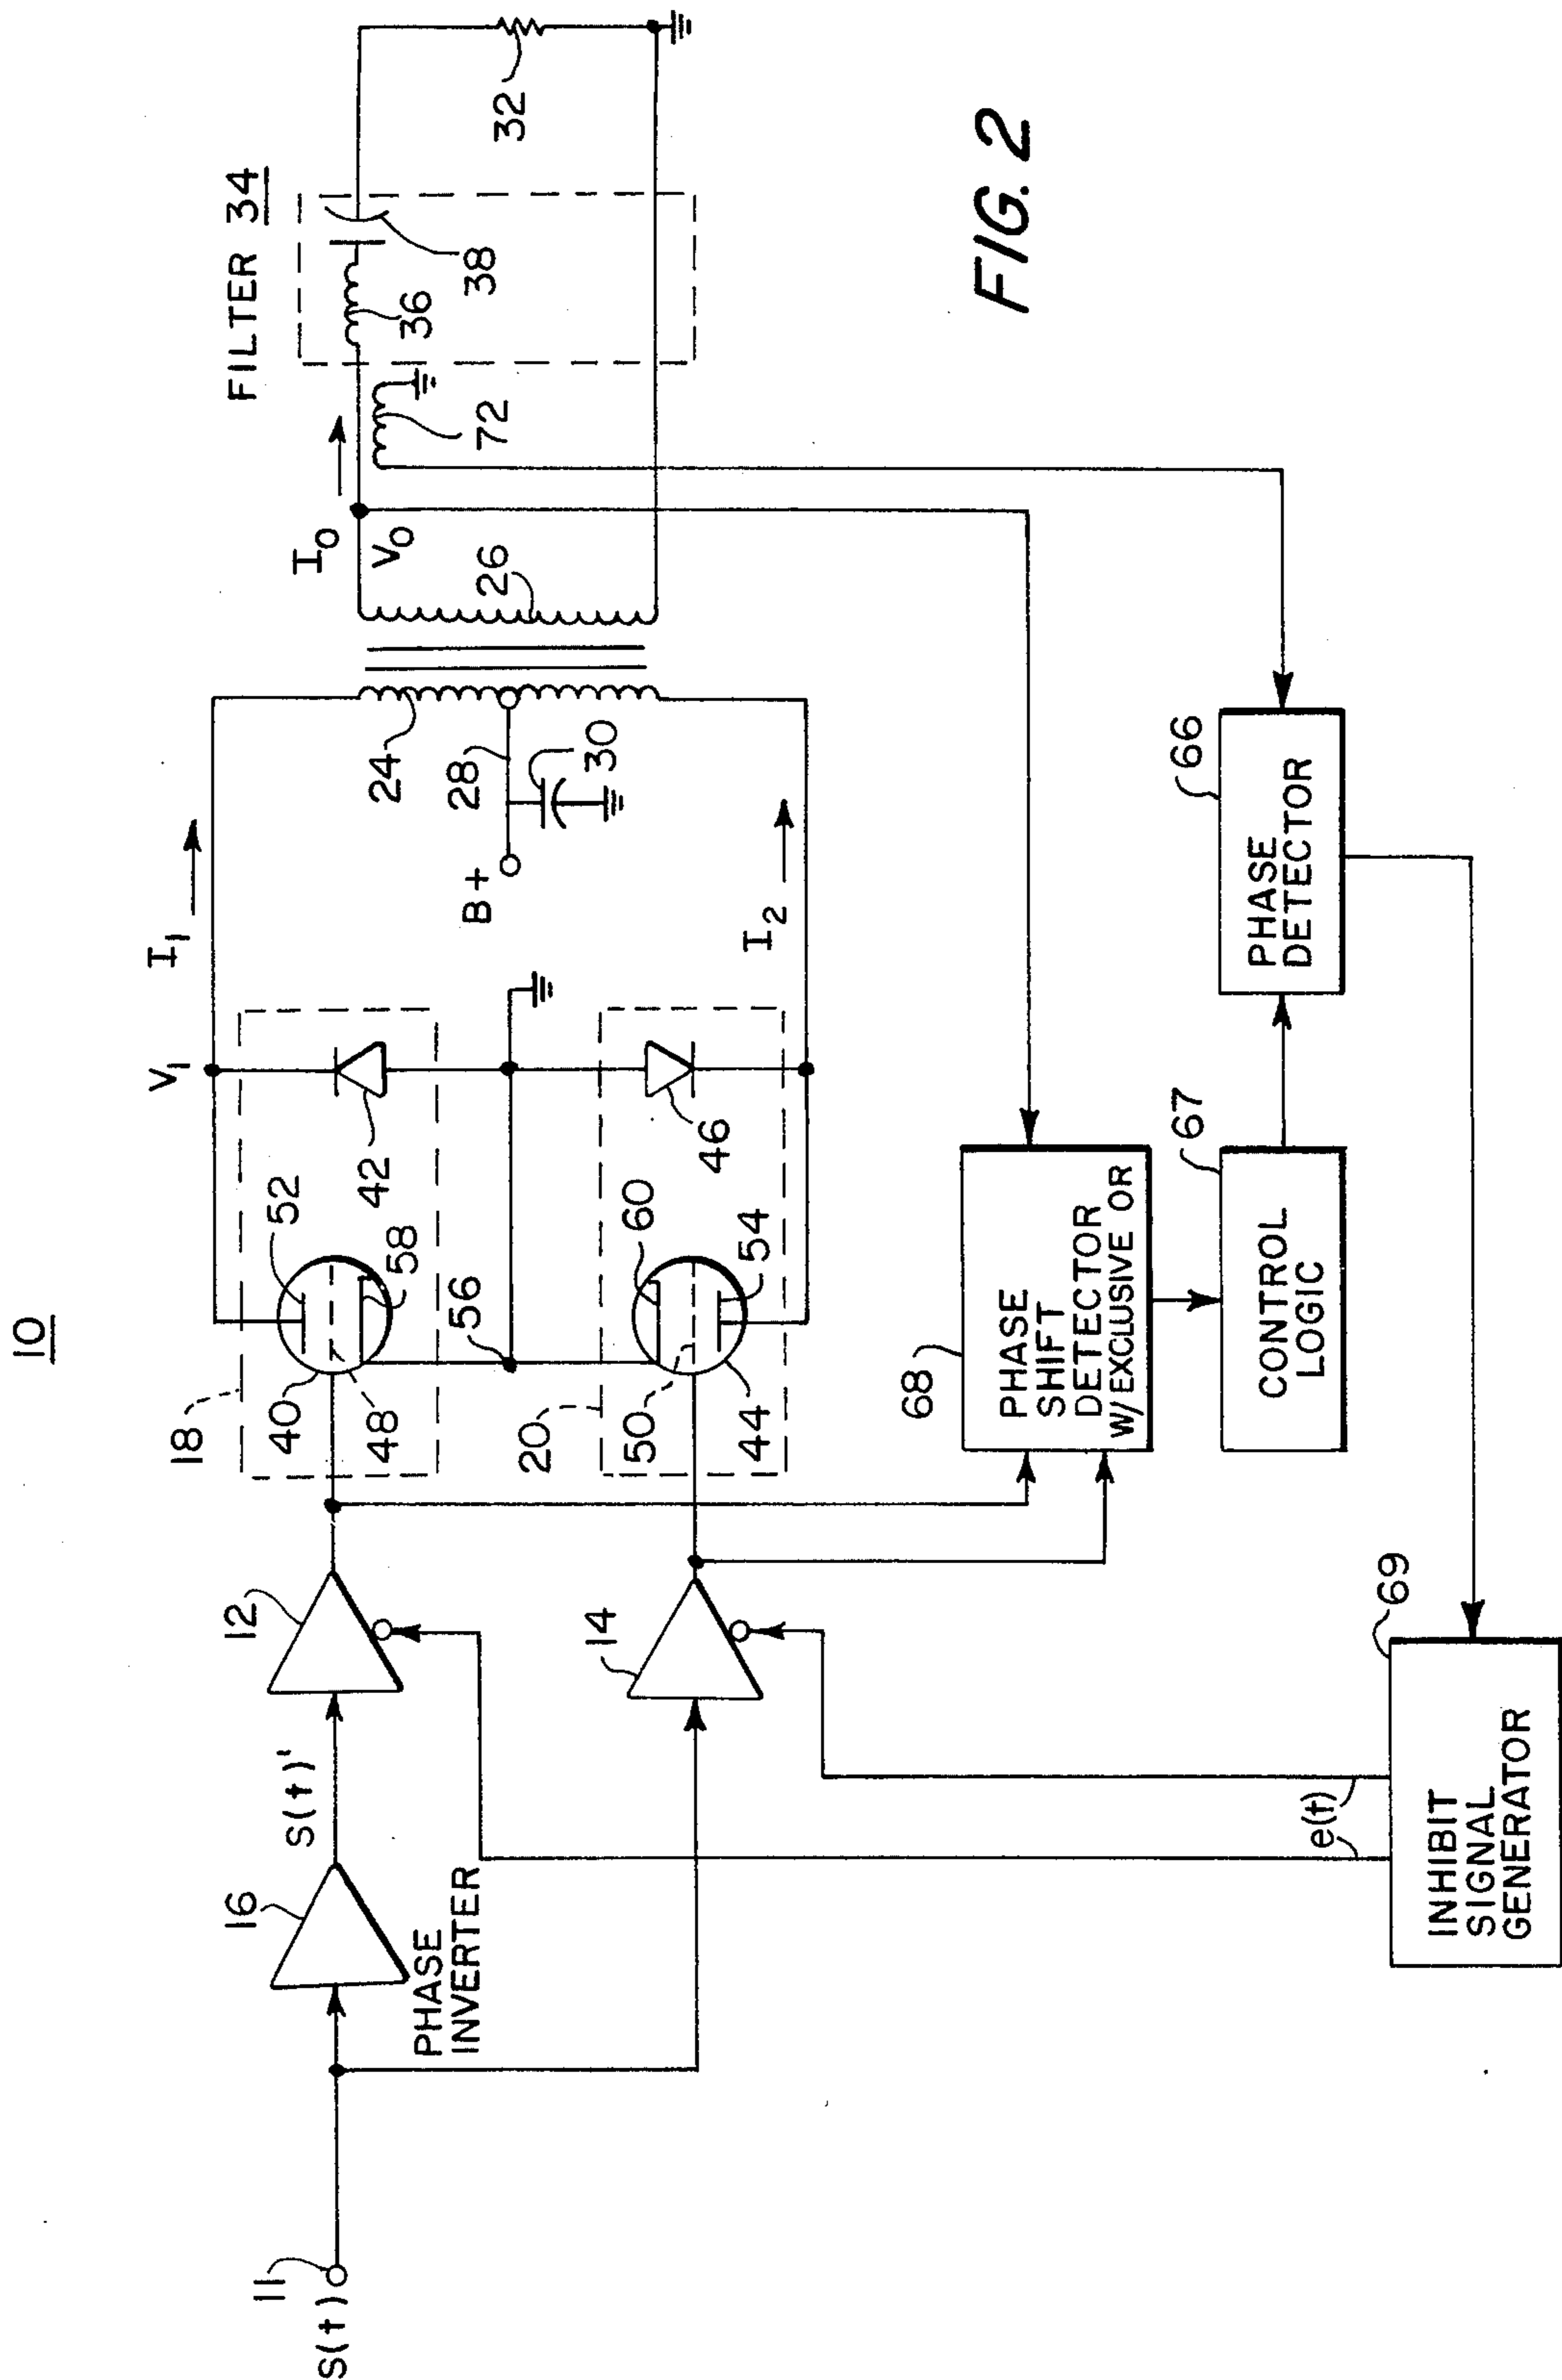 10
FILTER 34
I1
I0
V1
V0
18
12
16
11
S(t)
S(t)'
PHASE
INVERTER
40
48
52
58
42
24
26
36
38
72
32
56
28
30
B+
20
50
60
44
54
46
I2
14
FIG. 2
68
PHASE
SHIFT
DETECTOR
W/EXCLUSIVE OR
67
CONTROL
LOGIC
66
PHASE
DETECTOR
69
e(t)
INHIBIT
SIGNAL
GENERATOR